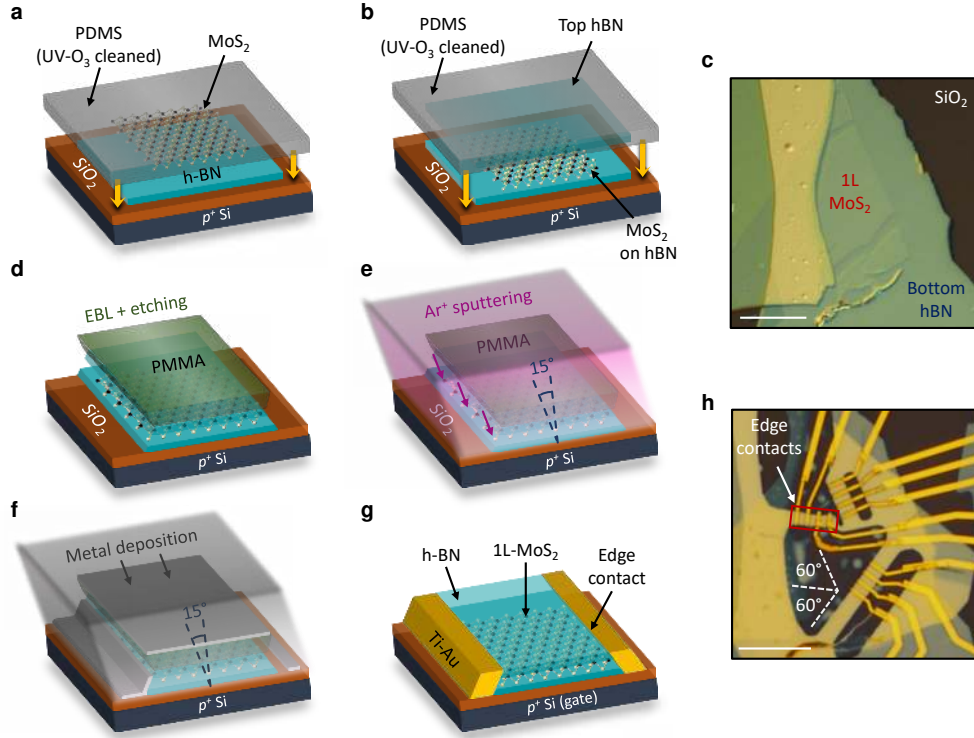 a
PDMS
(UV-O₃ cleaned)
MoS₂
h-BN
SiO₂
p⁺ Si
b
PDMS
(UV-O₃ cleaned)
Top hBN
SiO₂
p⁺ Si
MoS₂
on hBN
c
SiO₂
1L
MoS₂
Bottom
hBN
d
EBL + etching
PMMA
SiO₂
p⁺ Si
e
Ar⁺ sputtering
PMMA
15°
SiO₂
p⁺ Si
f
Metal deposition
15°
p⁺ Si
g
h-BN
1L-MoS₂
Edge
contact
Ti-Au
p⁺ Si (gate)
h
Edge
contacts
60°
60°